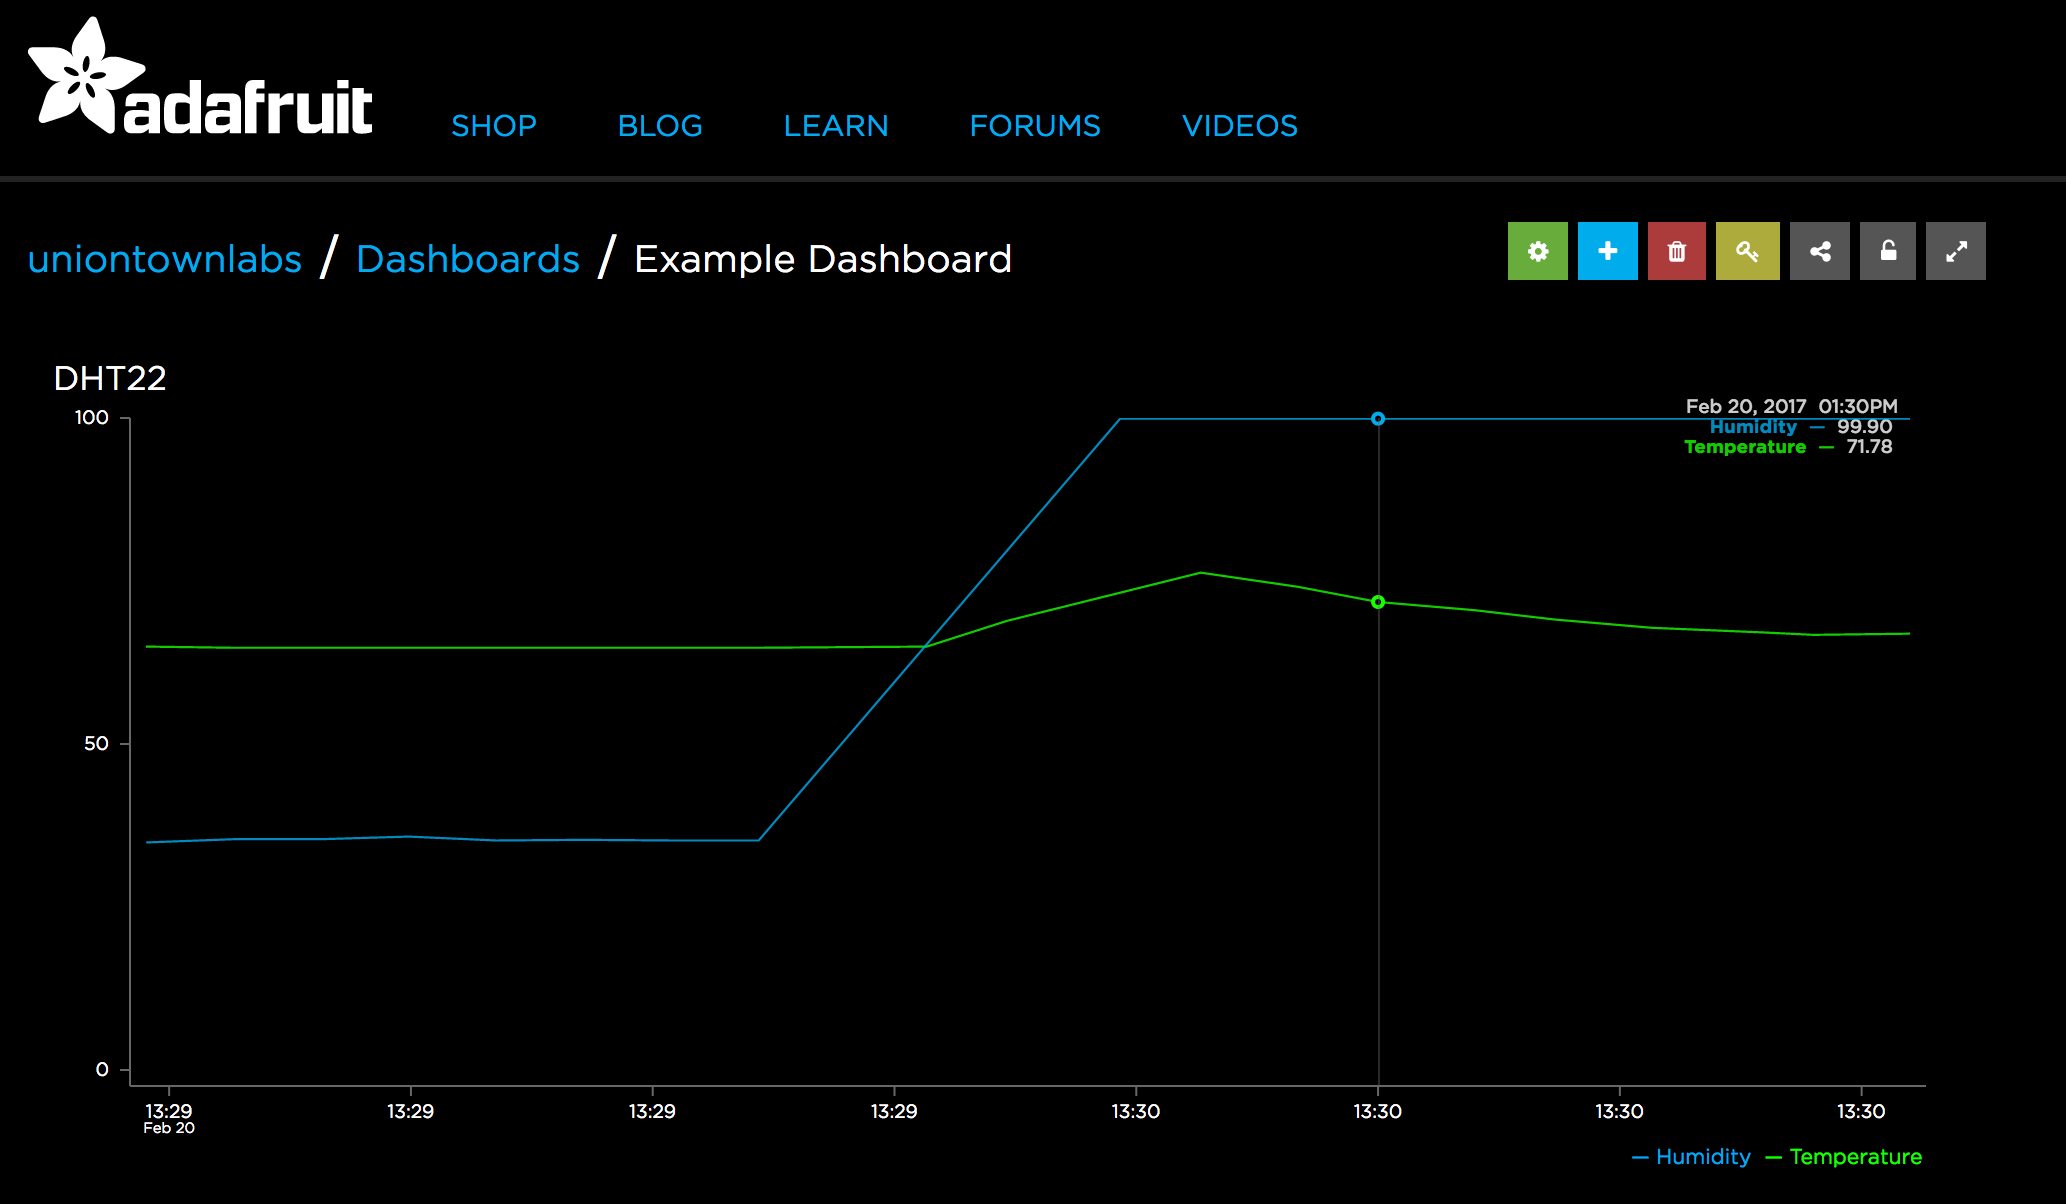 adafruit
SHOP BLOG LEARN FORUMS VIDEOS
uniontownlabs / Dashboards / Example Dashboard
DHT22
100
Feb 20, 2017 01:30PM
Humidity — 99.90
Temperature — 71.78
50
0
13:29 13:29 13:29 13:29 13:30 13:30 13:30 13:30
Feb 20
— Humidity — Temperature